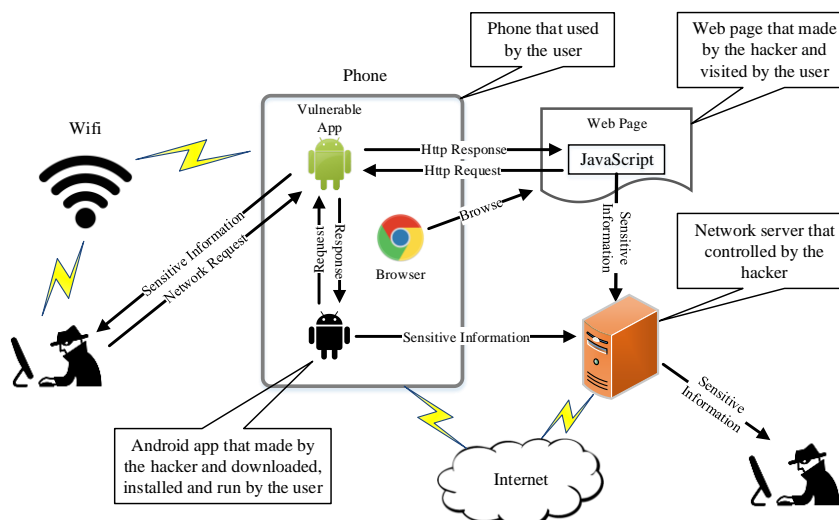 Phone that used
by the user
Web page that made
by the hacker and
visited by the user
Phone
Wifi
Vulnerable
App
Web Page
Http Response
JavaScript
Http Request
Browse
Browser
Sensitive Information
Network Request
Request
Response
Sensitive
Information
Network server that
controlled by the
hacker
Sensitive Information
Sensitive
Information
Android app that made by
the hacker and downloaded,
installed and run by the user
Internet